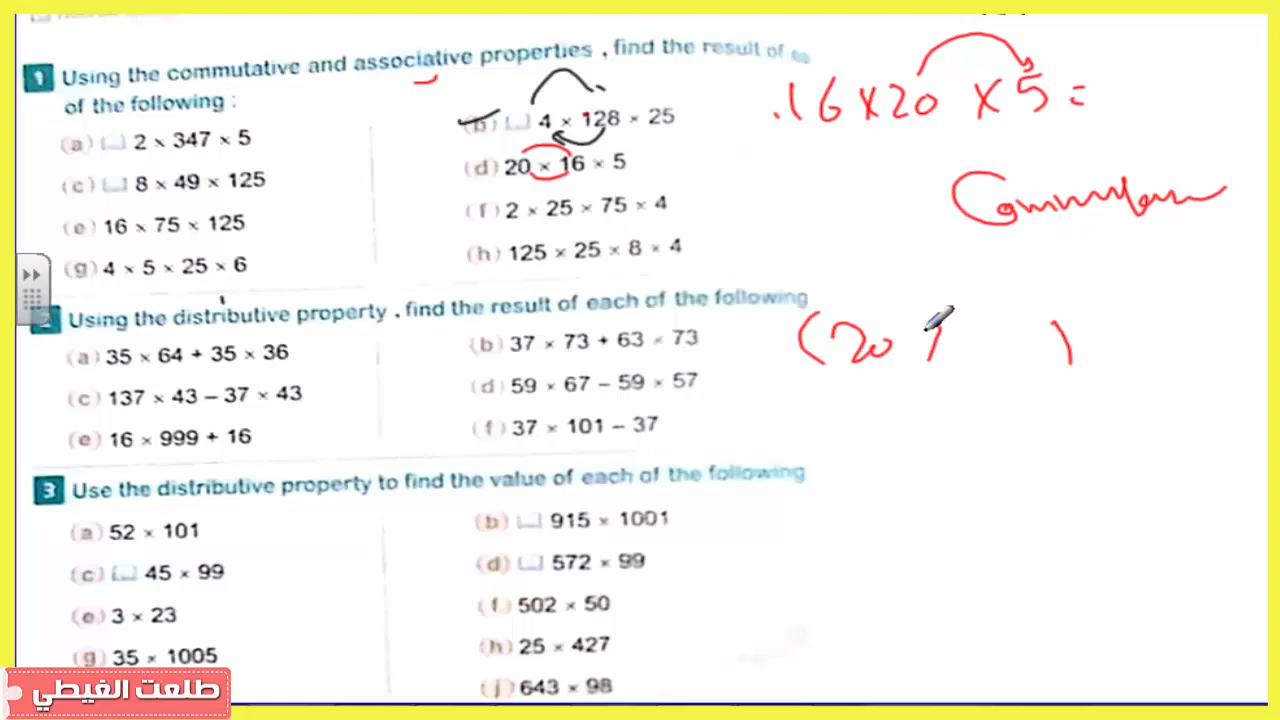 1 Using the commutative and associative properties , find the result of
of the following :
(a) 2 × 347 × 5
(b) 4 × 128 × 25
(c) 8 × 49 × 125
(d) 20 × 16 × 5
(e) 16 × 75 × 125
(f) 2 × 25 × 75 × 4
(g) 4 × 5 × 25 × 6
(h) 125 × 25 × 8 × 4
2 Using the distributive property , find the result of each of the following
(a) 35 × 64 + 35 × 36
(b) 37 × 73 + 63 × 73
(c) 137 × 43 – 37 × 43
(d) 59 × 67 – 59 × 57
(e) 16 × 999 + 16
(f) 37 × 101 – 37
3 Use the distributive property to find the value of each of the following
(a) 52 × 101
(b) 915 × 1001
(c) 45 × 99
(d) 572 × 99
(e) 3 × 23
(f) 502 × 50
(g) 35 × 1005
(h) 25 × 427
(j) 643 × 98
16 × 20 × 5 =
(20 )
طلعت الغيطي